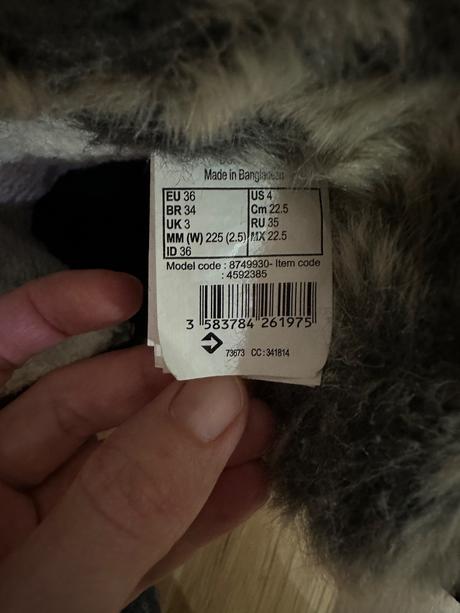 Made in Bangladesh
EU 36 US 4
BR 34 Cm 22.5
UK 3 RU 35
MM (W) 225 (2.5) MX 22.5
ID 36
Model code : 8749930- Item code
: 4592385
3 583784 261975
73673 CC : 341814